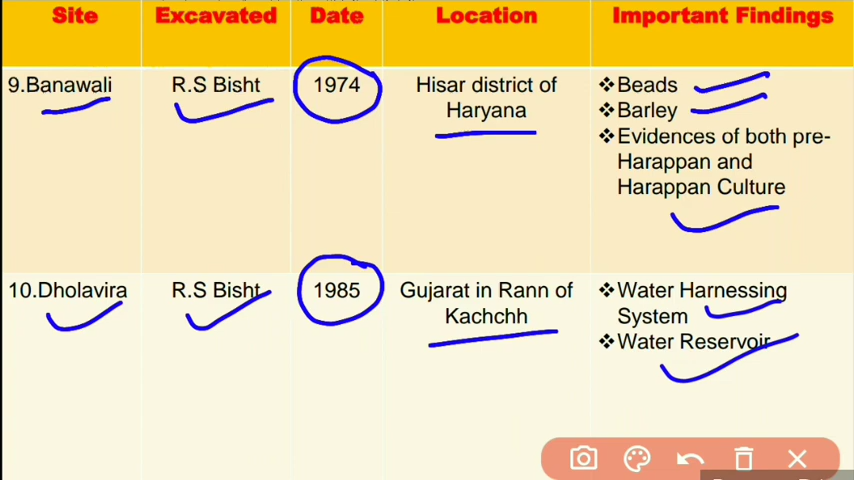 Site Excavated Date Location Important Findings
9.Banawali R.S Bisht 1974 Hisar district of ❖Beads
Haryana ❖Barley
❖Evidences of both pre-
Harappan and
Harappan Culture
10.Dholavira R.S Bisht 1985 Gujarat in Rann of ❖Water Harnessing
Kachchh System
❖Water Reservoir